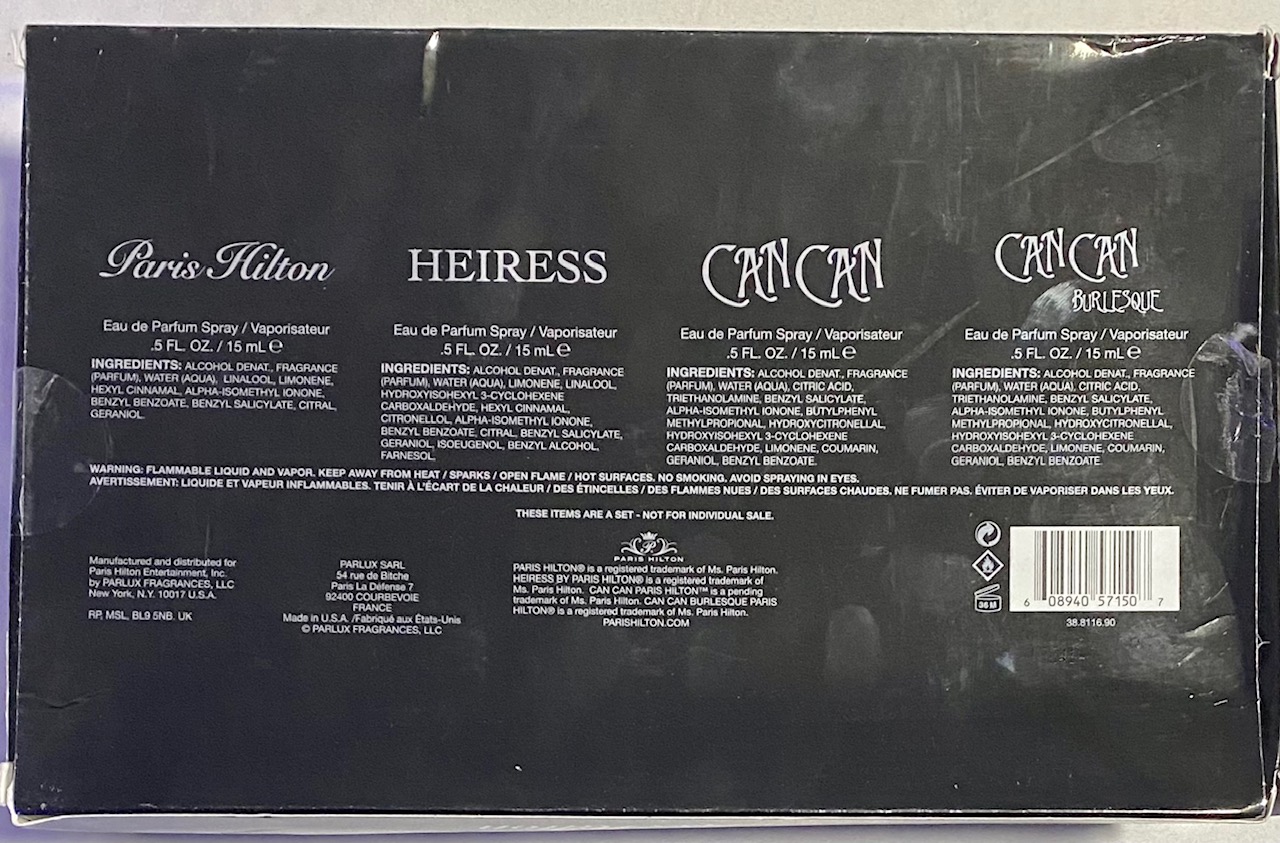 Paris Hilton
Eau de Parfum Spray / Vaporisateur
.5 FL. OZ. / 15 mL ℮
INGREDIENTS: ALCOHOL DENAT., FRAGRANCE
(PARFUM), WATER (AQUA), LINALOOL, LIMONENE,
HEXYL CINNAMAL, ALPHA-ISOMETHYL IONONE,
BENZYL BENZOATE, BENZYL SALICYLATE, CITRAL,
GERANIOL.
HEIRESS
Eau de Parfum Spray / Vaporisateur
.5 FL. OZ. / 15 mL ℮
INGREDIENTS: ALCOHOL DENAT., FRAGRANCE
(PARFUM), WATER (AQUA), LIMONENE, LINALOOL,
HYDROXYISOHEXYL 3-CYCLOHEXENE
CARBOXALDEHYDE, HEXYL CINNAMAL,
CITRONELLOL, ALPHA-ISOMETHYL IONONE,
BENZYL BENZOATE, CITRAL, BENZYL SALICYLATE,
GERANIOL, ISOEUGENOL, BENZYL ALCOHOL,
FARNESOL.
CAN CAN
Eau de Parfum Spray / Vaporisateur
.5 FL. OZ. / 15 mL ℮
INGREDIENTS: ALCOHOL DENAT., FRAGRANCE
(PARFUM), WATER (AQUA), CITRIC ACID,
TRIETHANOLAMINE, BENZYL SALICYLATE,
ALPHA-ISOMETHYL IONONE, BUTYLPHENYL
METHYLPROPIONAL, HYDROXYCITRONELLAL,
HYDROXYISOHEXYL 3-CYCLOHEXENE
CARBOXALDEHYDE, LIMONENE, COUMARIN,
GERANIOL, BENZYL BENZOATE.
CAN CAN
BURLESQUE
Eau de Parfum Spray / Vaporisateur
.5 FL. OZ. / 15 mL ℮
INGREDIENTS: ALCOHOL DENAT., FRAGRANCE
(PARFUM), WATER (AQUA), CITRIC ACID,
TRIETHANOLAMINE, BENZYL SALICYLATE,
ALPHA-ISOMETHYL IONONE, BUTYLPHENYL
METHYLPROPIONAL, HYDROXYCITRONELLAL,
HYDROXYISOHEXYL 3-CYCLOHEXENE
CARBOXALDEHYDE, LIMONENE, COUMARIN,
GERANIOL, BENZYL BENZOATE.
WARNING: FLAMMABLE LIQUID AND VAPOR. KEEP AWAY FROM HEAT / SPARKS / OPEN FLAME / HOT SURFACES. NO SMOKING. AVOID SPRAYING IN EYES.
AVERTISSEMENT: LIQUIDE ET VAPEUR INFLAMMABLES. TENIR À L'ÉCART DE LA CHALEUR / DES ÉTINCELLES / DES FLAMMES NUES / DES SURFACES CHAUDES. NE FUMER PAS. ÉVITER DE VAPORISER DANS LES YEUX.
THESE ITEMS ARE A SET - NOT FOR INDIVIDUAL SALE.
Manufactured and distributed for
Paris Hilton Entertainment, Inc.
by PARLUX FRAGRANCES, LLC
New York, N.Y. 10017 U.S.A.
RP, MSL, BL9 5NB. UK
PARLUX SARL
54 rue de Bitche
Paris La Défense 7
92400 COURBEVOIE
FRANCE
Made in U.S.A. /Fabriqué aux États-Unis
© PARLUX FRAGRANCES, LLC
PARIS HILTON
PARIS HILTON® is a registered trademark of Ms. Paris Hilton.
HEIRESS BY PARIS HILTON® is a registered trademark of
Ms. Paris Hilton. CAN CAN PARIS HILTON™ is a pending
trademark of Ms. Paris Hilton. CAN CAN BURLESQUE PARIS
HILTON® is a registered trademark of Ms. Paris Hilton.
PARISHILTON.COM
36 M
6 08940 57150 7
38.8116.90